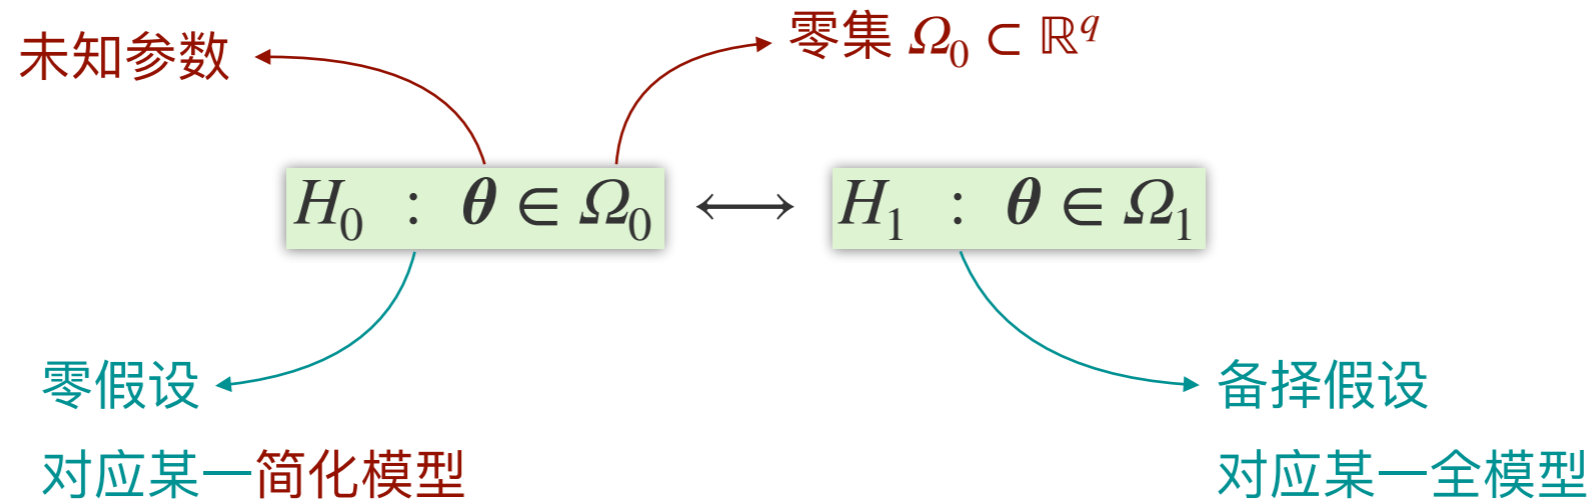 未知参数
零集 Ω₀ ⊂ ℝ^q
H₀ : θ ∈ Ω₀ ⟷ H₁ : θ ∈ Ω₁
零假设
对应某一简化模型
备择假设
对应某一全模型